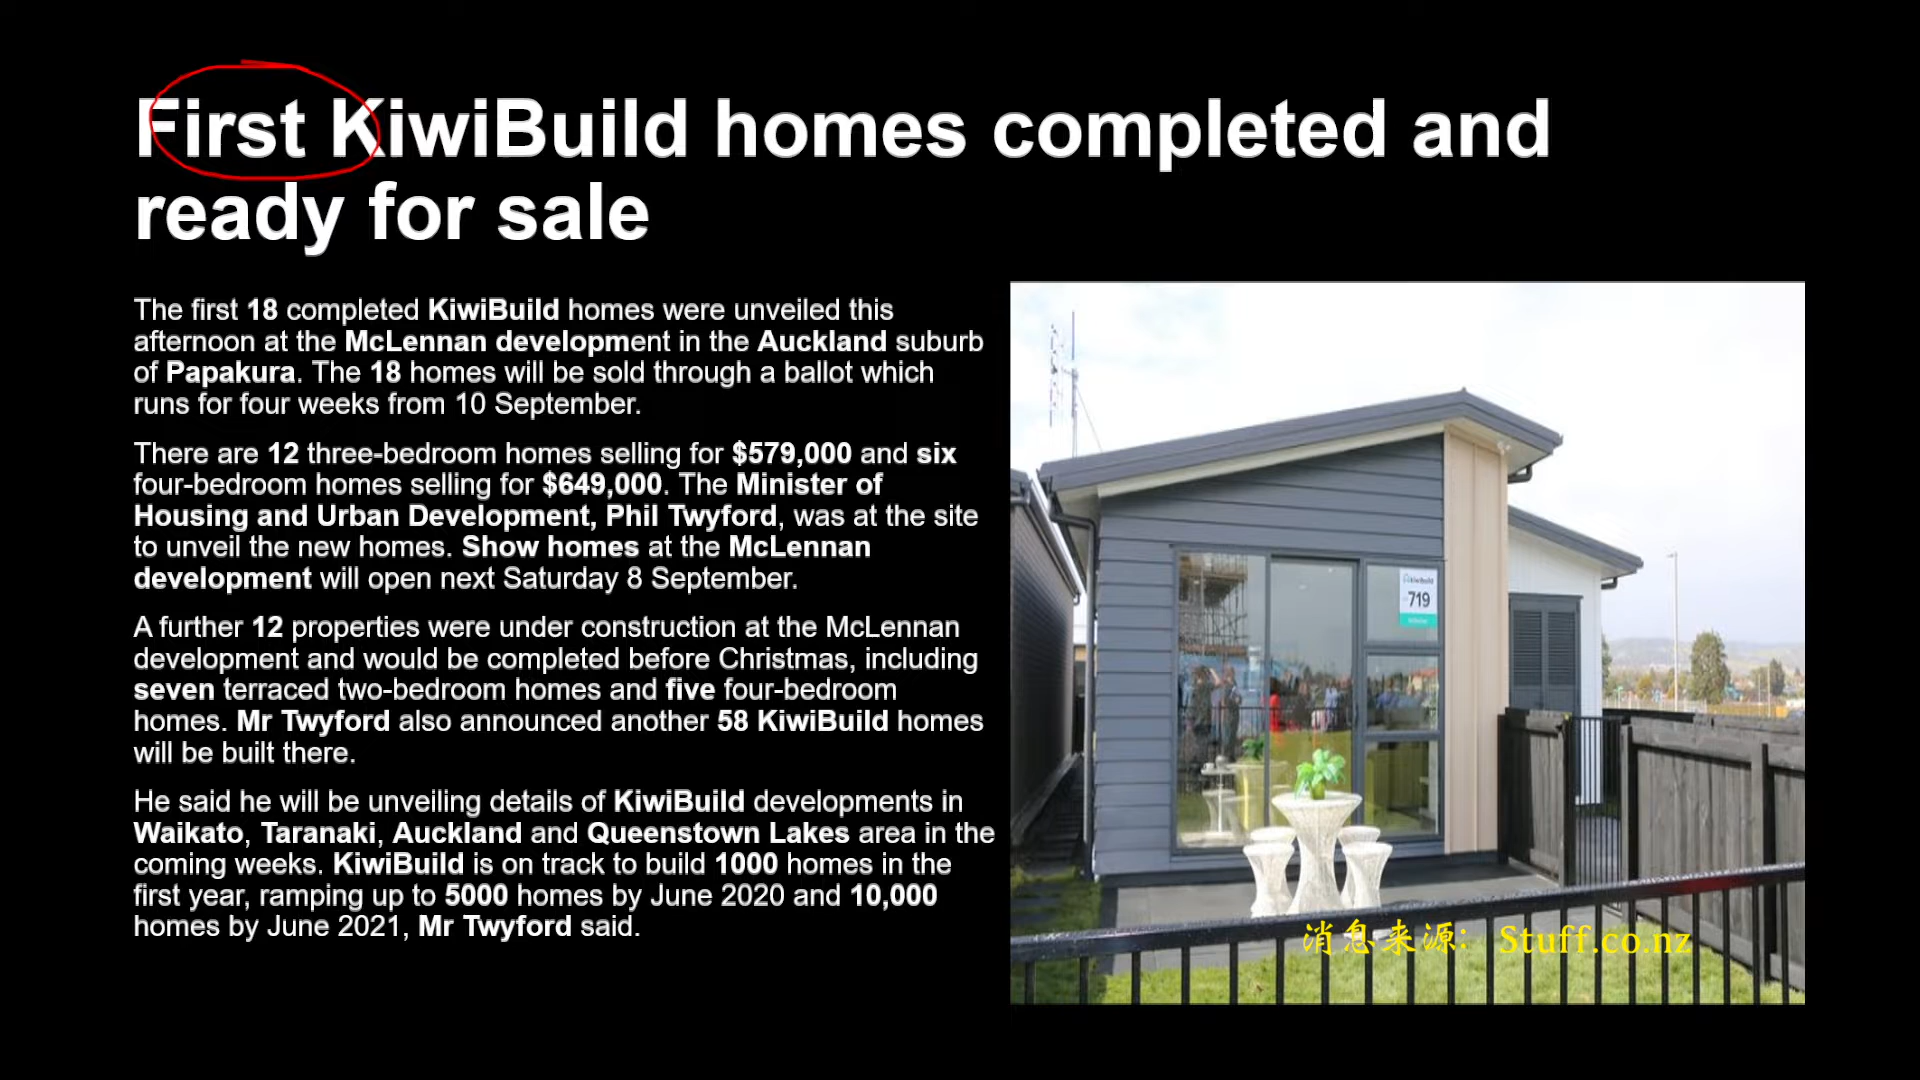 First KiwiBuild homes completed and
ready for sale
The first 18 completed KiwiBuild homes were unveiled this
afternoon at the McLennan development in the Auckland suburb
of Papakura. The 18 homes will be sold through a ballot which
runs for four weeks from 10 September.
There are 12 three-bedroom homes selling for $579,000 and six
four-bedroom homes selling for $649,000. The Minister of
Housing and Urban Development, Phil Twyford, was at the site
to unveil the new homes. Show homes at the McLennan
development will open next Saturday 8 September.
A further 12 properties were under construction at the McLennan
development and would be completed before Christmas, including
seven terraced two-bedroom homes and five four-bedroom
homes. Mr Twyford also announced another 58 KiwiBuild homes
will be built there.
He said he will be unveiling details of KiwiBuild developments in
Waikato, Taranaki, Auckland and Queenstown Lakes area in the
coming weeks. KiwiBuild is on track to build 1000 homes in the
first year, ramping up to 5000 homes by June 2020 and 10,000
homes by June 2021, Mr Twyford said.
KiwiBuild
719
消息来源: Stuff.co.nz